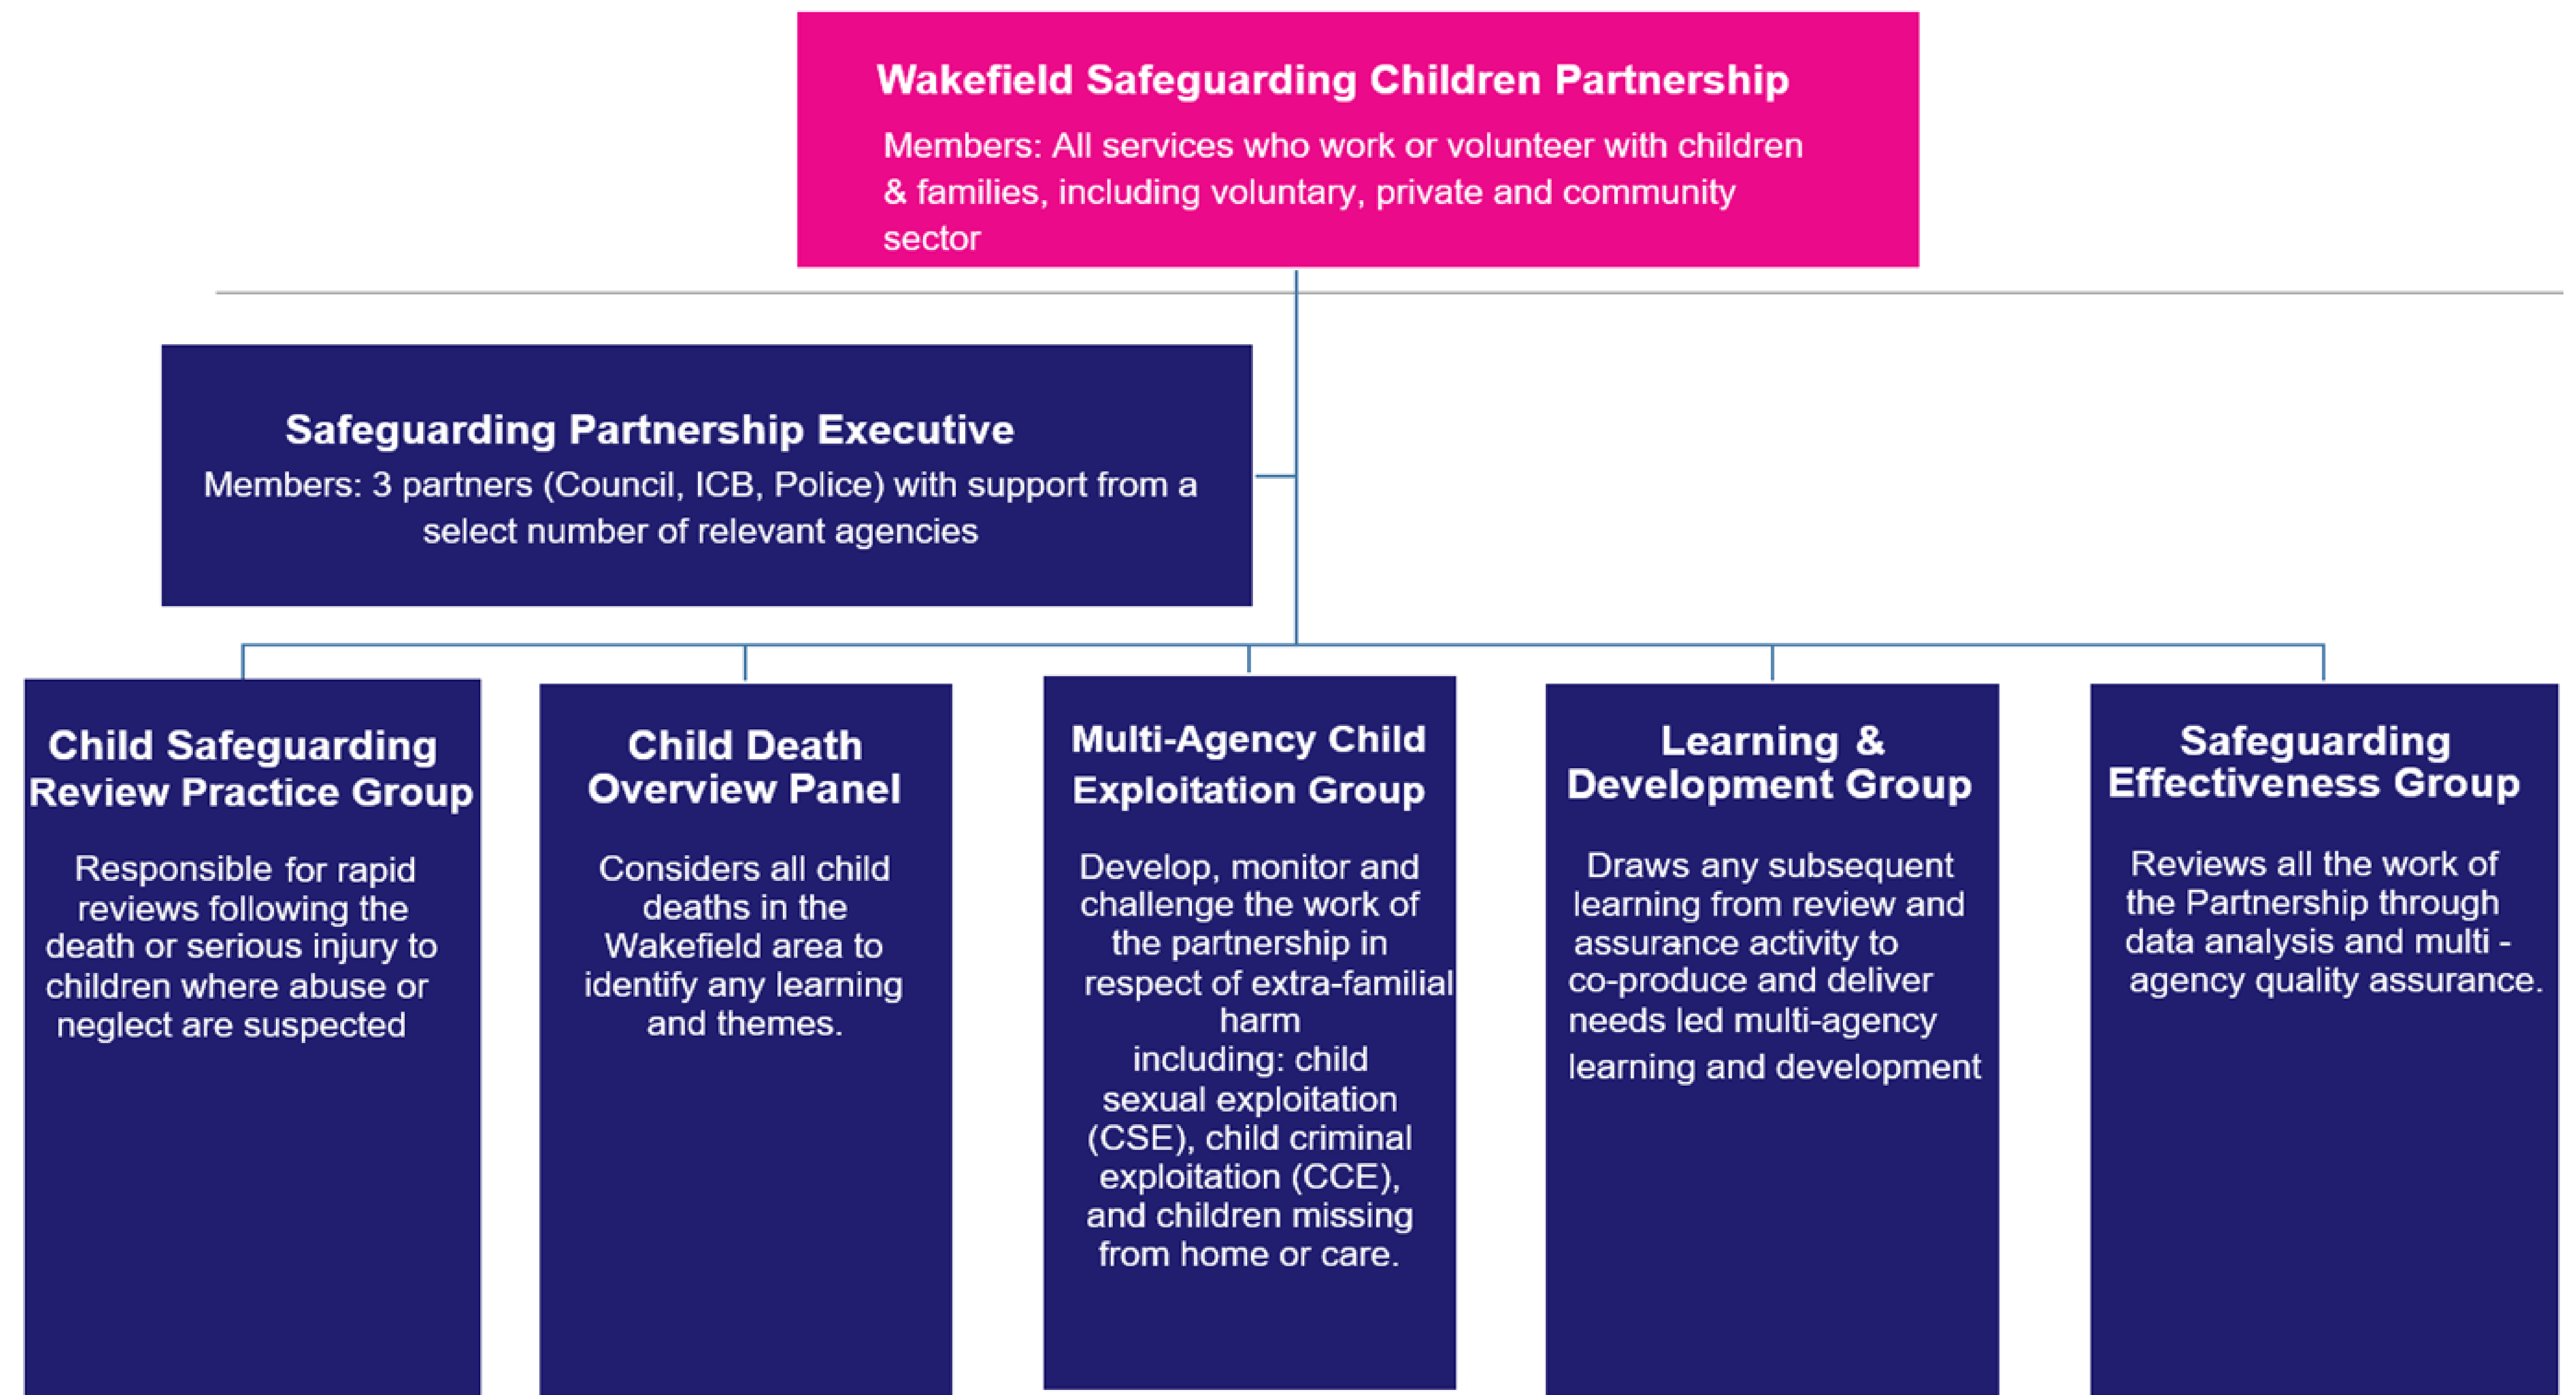 Wakefield Safeguarding Children Partnership
Members: All services who work or volunteer with children
& families, including voluntary, private and community
sector
Safeguarding Partnership Executive
Members: 3 partners (Council, ICB, Police) with support from a
select number of relevant agencies
Child Safeguarding
Review Practice Group
Responsible for rapid
reviews following the
death or serious injury to
children where abuse or
neglect are suspected
Child Death
Overview Panel
Considers all child
deaths in the
Wakefield area to
identify any learning
and themes.
Multi-Agency Child
Exploitation Group
Develop, monitor and
challenge the work of
the partnership in
respect of extra-familial
harm
including: child
sexual exploitation
(CSE), child criminal
exploitation (CCE),
and children missing
from home or care.
Learning &
Development Group
Draws any subsequent
learning from review and
assurance activity to
co-produce and deliver
needs led multi-agency
learning and development
Safeguarding
Effectiveness Group
Reviews all the work of
the Partnership through
data analysis and multi -
agency quality assurance.